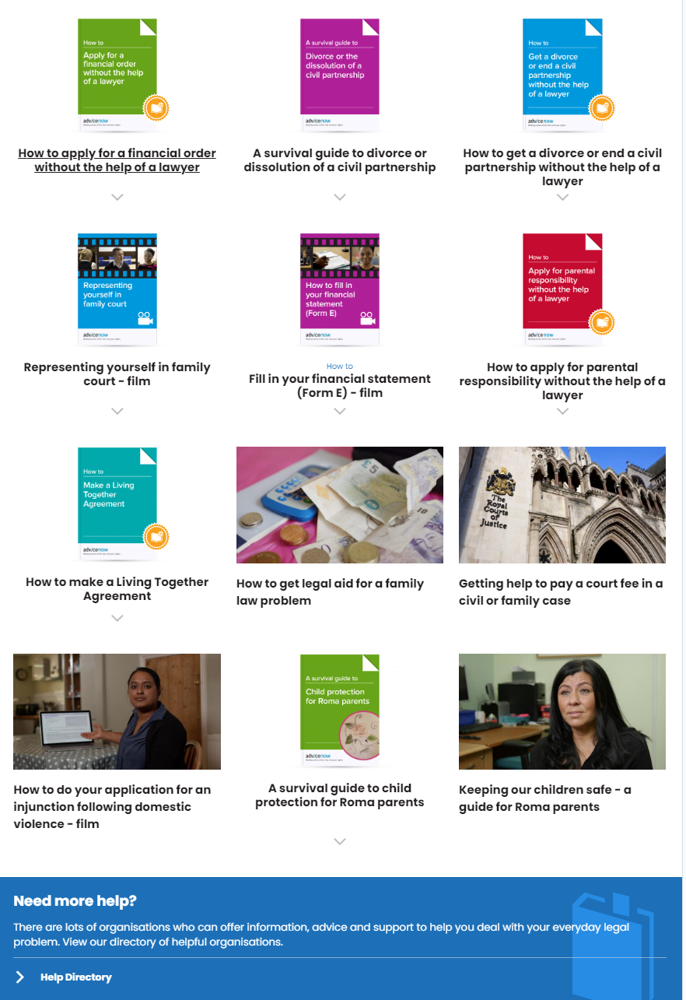 How to
Apply for a
financial order
without the help
of a lawyer
advicenow
How to apply for a financial order
without the help of a lawyer
A survival guide to
Divorce or the
dissolution of a
civil partnership
advicenow
A survival guide to divorce or
dissolution of a civil partnership
How to
Get a divorce
or end a civil
partnership
without the help
of a lawyer
advicenow
How to get a divorce or end a civil
partnership without the help of a
lawyer
Representing
yourself in
family court
advicenow
Representing yourself in family
court - film
How to fill in
your financial
statement
(Form E)
advicenow
How to
Fill in your financial statement
(Form E) - film
How to
Apply for parental
responsibility
without the help
of a lawyer
advicenow
How to apply for parental
responsibility without the help of a
lawyer
How to
Make a Living
Together
Agreement
advicenow
How to make a Living Together
Agreement
£5
10
How to get legal aid for a family
law problem
The
Royal
Courts
of
Justice
Getting help to pay a court fee in a
civil or family case
How to do your application for an
injunction following domestic
violence - film
A survival guide to
Child protection
for Roma parents
advicenow
A survival guide to child
protection for Roma parents
Keeping our children safe - a
guide for Roma parents
Need more help?
There are lots of organisations who can offer information, advice and support to help you deal with your everyday legal
problem. View our directory of helpful organisations.
Help Directory